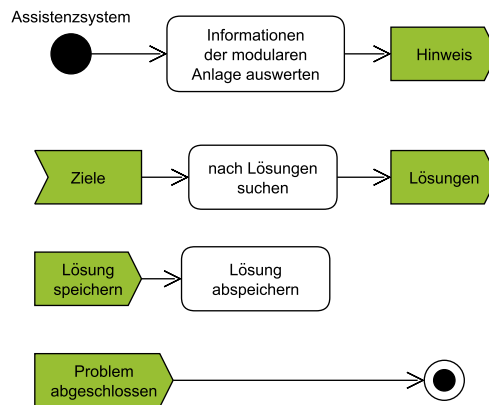 Assistenzsystem
Informationen
der modularen
Anlage auswerten
Hinweis
Ziele
nach Lösungen
suchen
Lösungen
Lösung
speichern
Lösung
abspeichern
Problem
abgeschlossen